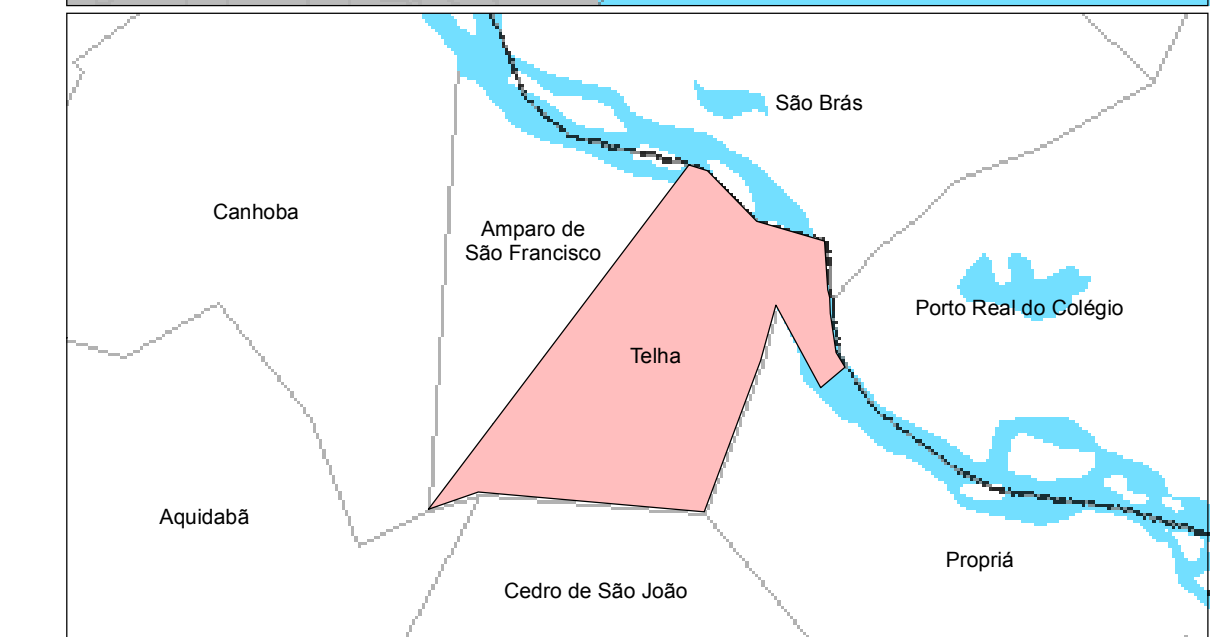 São Brás
Canhoba
Amparo de
São Francisco
Porto Real do Colégio
Telha
Aquidabã
Propriá
Cedro de São João